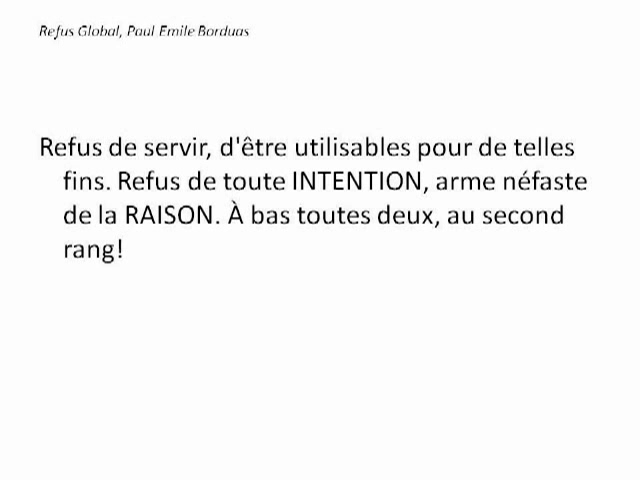 Refus Global, Paul Emile Borduas
Refus de servir, d'être utilisables pour de telles
fins. Refus de toute INTENTION, arme néfaste
de la RAISON. À bas toutes deux, au second
rang!